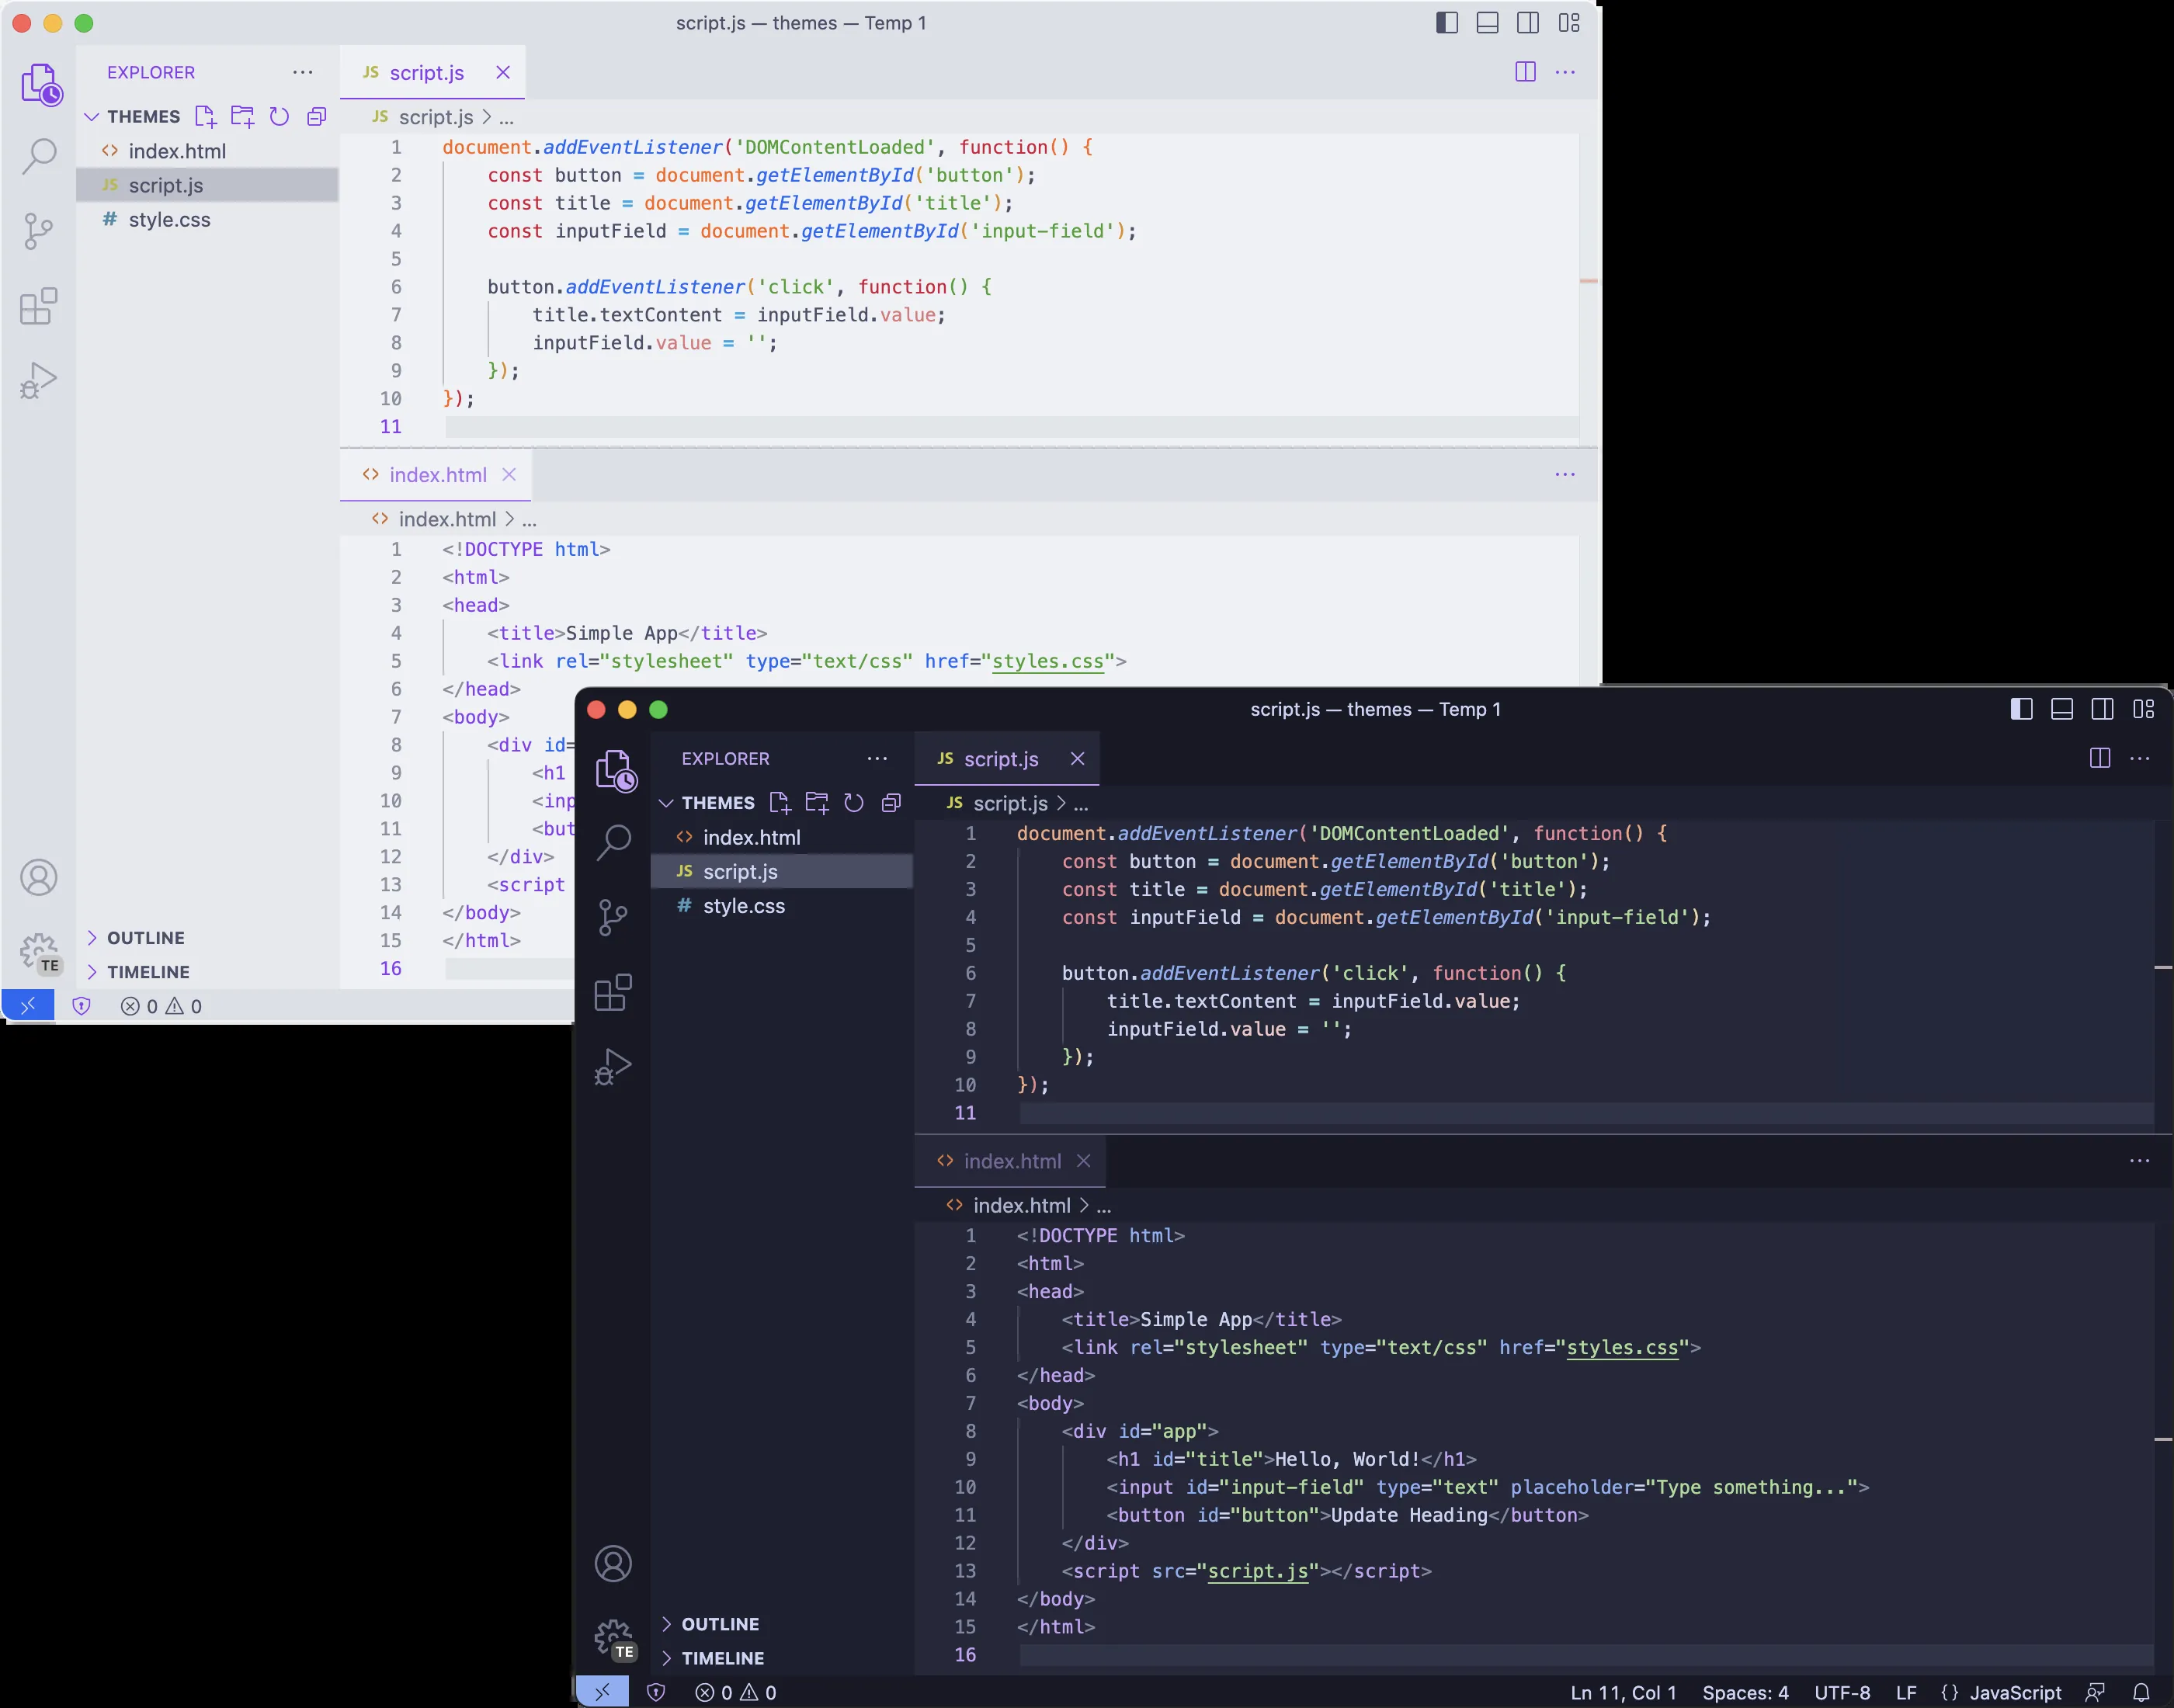 script.js — themes — Temp 1
EXPLORER
THEMES
index.html
JS script.js
# style.css
OUTLINE
TIMELINE
TE
0 0
JS script.js
JS script.js > ...
1 document.addEventListener('DOMContentLoaded', function() {
2 const button = document.getElementById('button');
3 const title = document.getElementById('title');
4 const inputField = document.getElementById('input-field');
5
6 button.addEventListener('click', function() {
7 title.textContent = inputField.value;
8 inputField.value = '';
9 });
10 });
11
index.html
index.html > ...
1 <!DOCTYPE html>
2 <html>
3 <head>
4 <title>Simple App</title>
5 <link rel="stylesheet" type="text/css" href="styles.css">
6 </head>
7 <body>
8 <div id=
9 <h1
10 <inp
11 <but
12 </div>
13 <script
14 </body>
15 </html>
16
script.js — themes — Temp 1
EXPLORER
THEMES
index.html
JS script.js
# style.css
OUTLINE
TIMELINE
TE
JS script.js
JS script.js > ...
1 document.addEventListener('DOMContentLoaded', function() {
2 const button = document.getElementById('button');
3 const title = document.getElementById('title');
4 const inputField = document.getElementById('input-field');
5
6 button.addEventListener('click', function() {
7 title.textContent = inputField.value;
8 inputField.value = '';
9 });
10 });
11
index.html
index.html > ...
1 <!DOCTYPE html>
2 <html>
3 <head>
4 <title>Simple App</title>
5 <link rel="stylesheet" type="text/css" href="styles.css">
6 </head>
7 <body>
8 <div id="app">
9 <h1 id="title">Hello, World!</h1>
10 <input id="input-field" type="text" placeholder="Type something...">
11 <button id="button">Update Heading</button>
12 </div>
13 <script src="script.js"></script>
14 </body>
15 </html>
16
0 0 Ln 11, Col 1 Spaces: 4 UTF-8 LF {} JavaScript